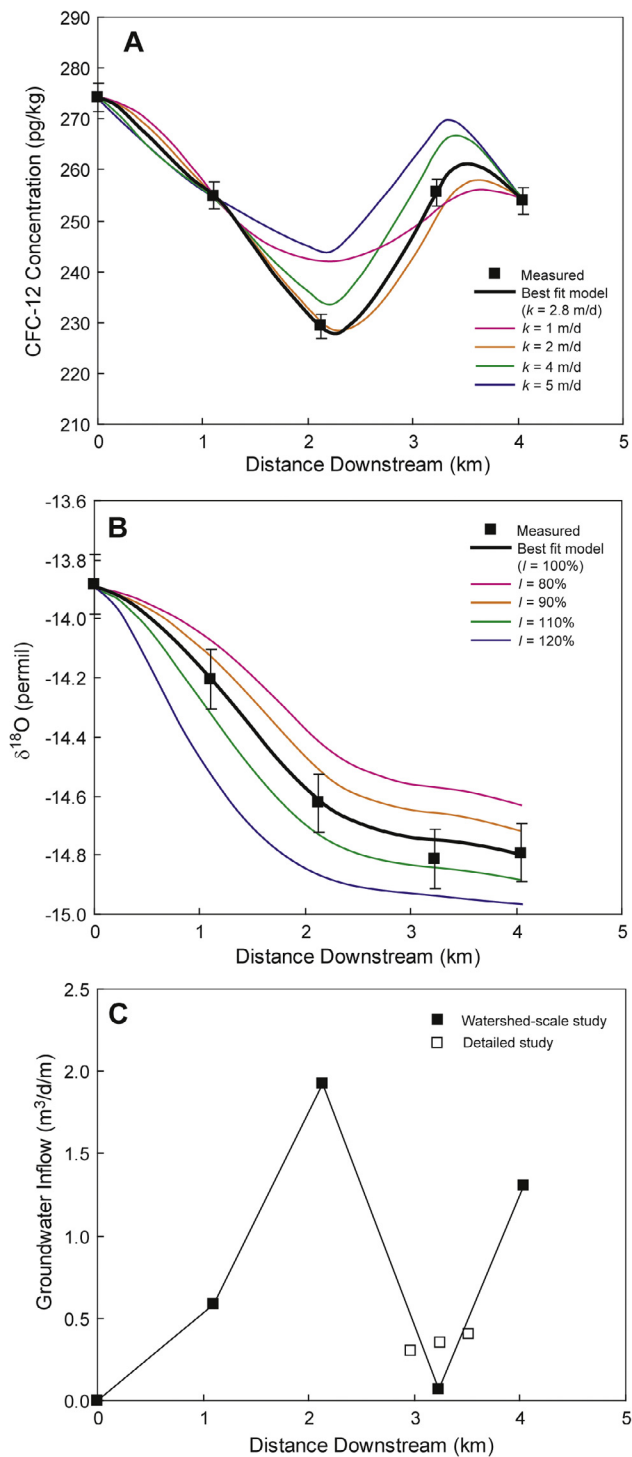 290
280
270
260
250
240
230
220
210
CFC-12 Concentration (pg/kg)
A
Measured
Best fit model
(k = 2.8 m/d)
k = 1 m/d
k = 2 m/d
k = 4 m/d
k = 5 m/d
0 1 2 3 4 5
Distance Downstream (km)
-13.6
-13.8
-14.0
-14.2
-14.4
-14.6
-14.8
-15.0
δ¹⁸O (permil)
B
Measured
Best fit model
(I = 100%)
I = 80%
I = 90%
I = 110%
I = 120%
0 1 2 3 4 5
Distance Downstream (km)
2.5
2.0
1.5
1.0
0.5
0.0
Groundwater Inflow (m³/d/m)
C
Watershed-scale study
Detailed study
0 1 2 3 4 5
Distance Downstream (km)